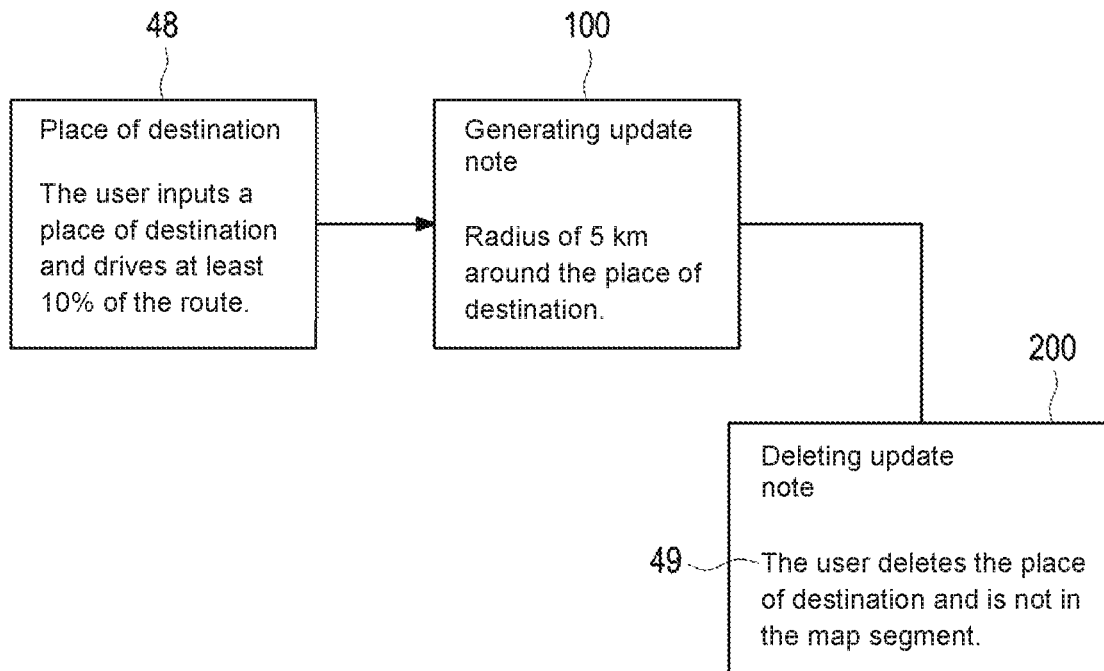 48
100
Place of destination
The user inputs a
place of destination
and drives at least
10% of the route.
Generating update
note
Radius of 5 km
around the place of
destination.
200
Deleting update
note
49
The user deletes the place
of destination and is not in
the map segment.